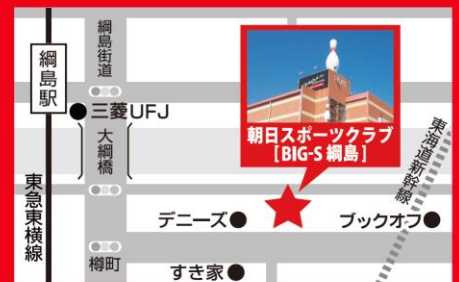 綱島街道
綱島駅
三菱UFJ
大綱橋
朝日スポーツクラブ
[BIG-S 綱島]
東海道新幹線
東急東横線
デニーズ
ブックオフ
樽町
すき家